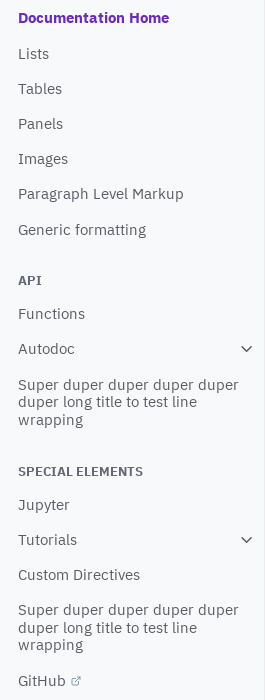 Documentation Home
Lists
Tables
Panels
Images
Paragraph Level Markup
Generic formatting
API
Functions
Autodoc
Super duper duper duper duper
duper long title to test line
wrapping
SPECIAL ELEMENTS
Jupyter
Tutorials
Custom Directives
Super duper duper duper duper
duper long title to test line
wrapping
GitHub